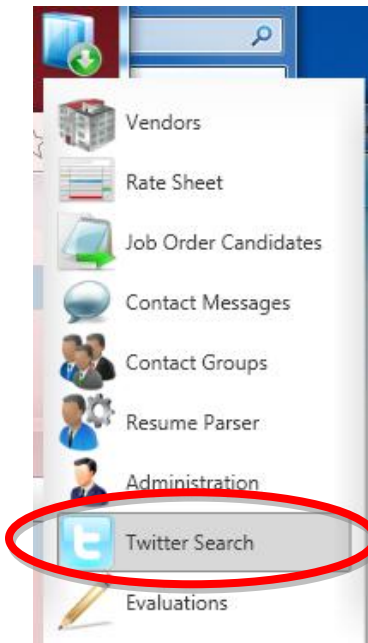 Vendors
Rate Sheet
Job Order Candidates
Contact Messages
Contact Groups
Resume Parser
Administration
Twitter Search
Evaluations